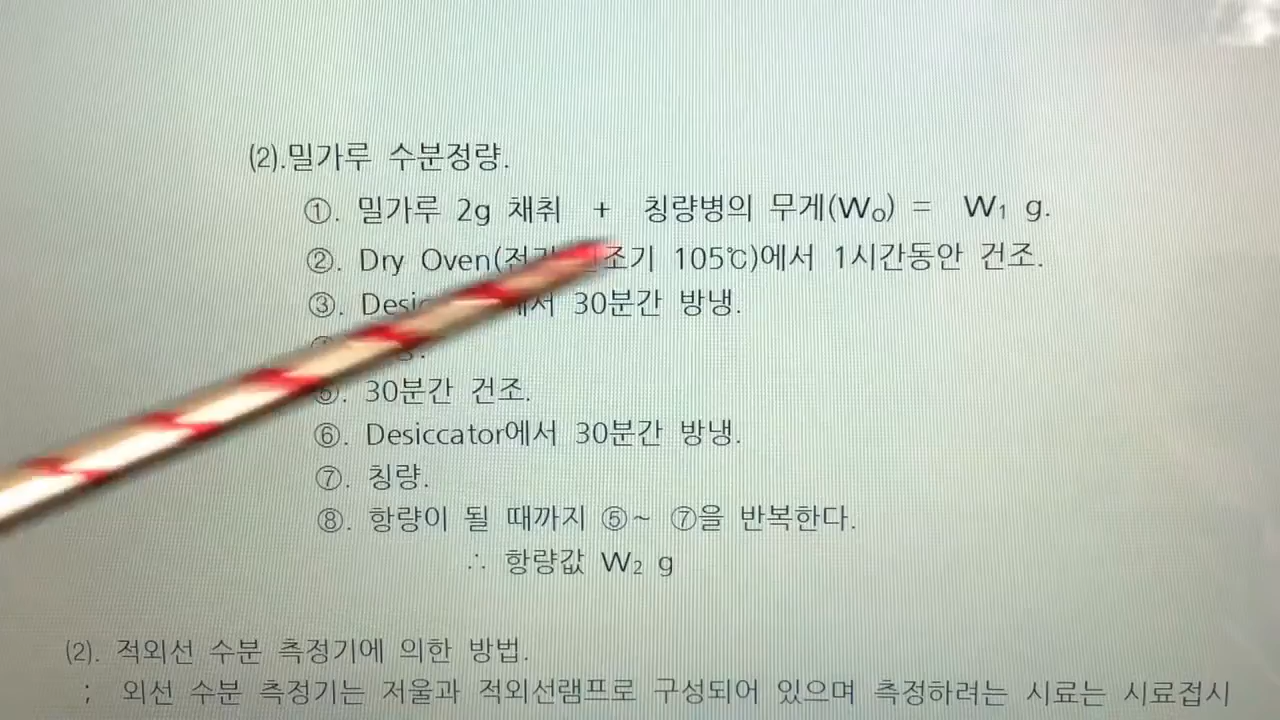 (2).밀가루 수분정량.
①. 밀가루 2g 채취 + 칭량병의 무게(W₀) = W₁ g.
②. Dry Oven(전기 건조기 105℃)에서 1시간동안 건조.
③. 에서 30분간 방냉.
⑤. 30분간 건조.
⑥. Desiccator에서 30분간 방냉.
⑦. 칭량.
⑧. 항량이 될 때까지 ⑤~ ⑦을 반복한다.
∴ 항량값 W₂ g
(2). 적외선 수분 측정기에 의한 방법.
; 외선 수분 측정기는 저울과 적외선램프로 구성되어 있으며 측정하려는 시료는 시료접시